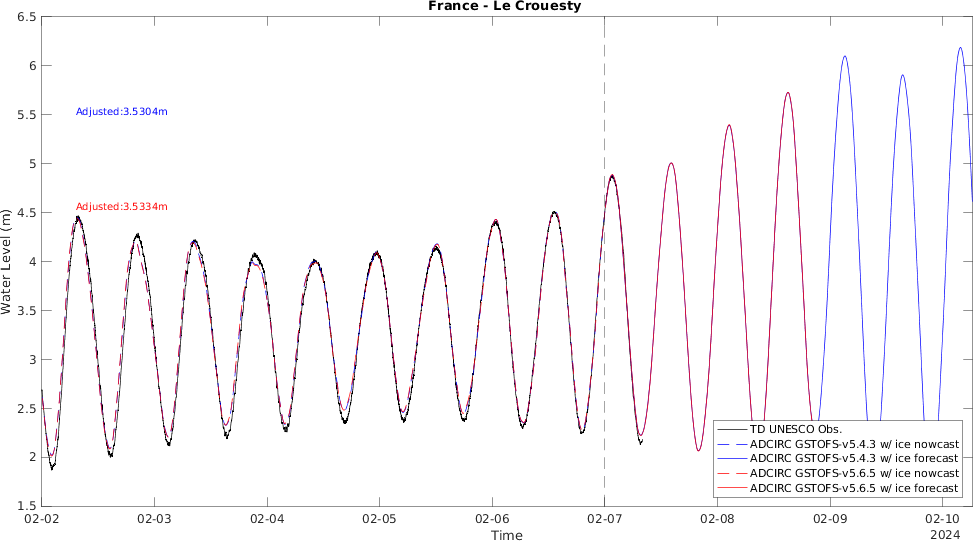 France - Le Crouesty
6.5
6
5.5
5
4.5
4
3.5
3
2.5
2
1.5
Water Level (m)
Adjusted:3.5304m
Adjusted:3.5334m
TD UNESCO Obs.
ADCIRC GSTOFS-v5.4.3 w/ ice nowcast
ADCIRC GSTOFS-v5.4.3 w/ ice forecast
ADCIRC GSTOFS-v5.6.5 w/ ice nowcast
ADCIRC GSTOFS-v5.6.5 w/ ice forecast
02-02 02-03 02-04 02-05 02-06 02-07 02-08 02-09 02-10
Time
2024